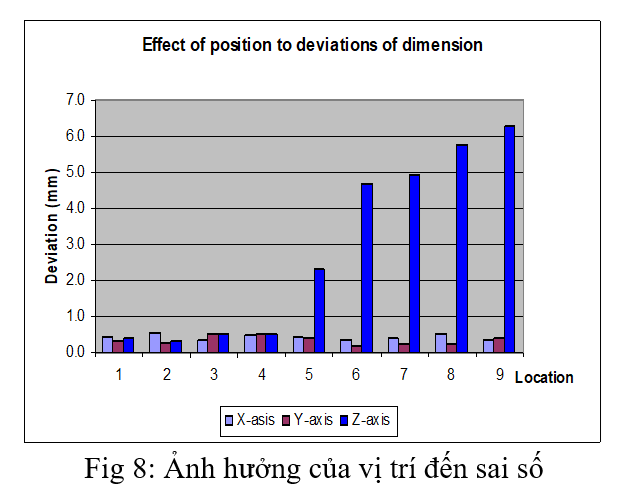 Effect of position to deviations of dimension
Deviation (mm)
7.0
6.0
5.0
4.0
3.0
2.0
1.0
0.0
1 2 3 4 5 6 7 8 9 Location
X-asis Y-axis Z-axis
Fig 8: Ảnh hưởng của vị trí đến sai số